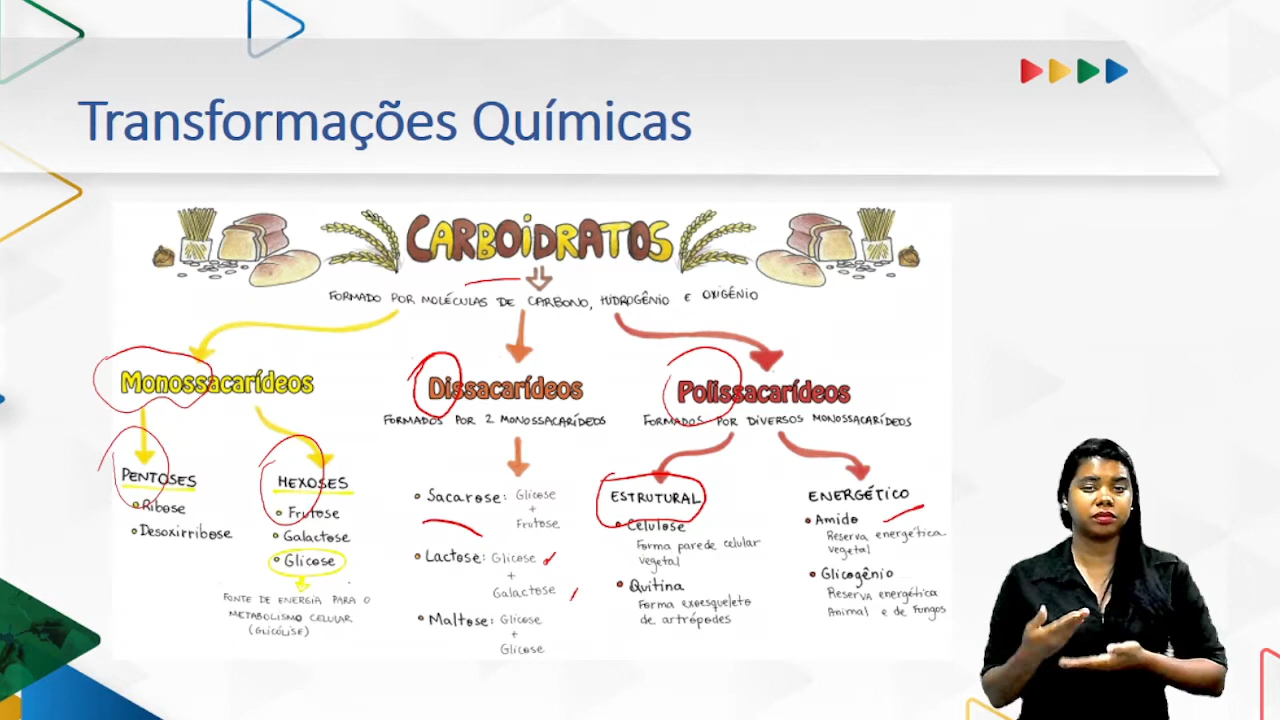 Transformações Químicas
CARBOIDRATOS
FORMADO POR MOLÉCULAS DE CARBONO, HIDROGÊNIO E OXIGÊNIO
Monossacarídeos
PENTOSES
• Ribose
• Desoxirribose
HEXOSES
• Frutose
• Galactose
• Glicose
FONTE DE ENERGIA PARA O
METABOLISMO CELULAR
(GLICÓLISE)
Dissacarídeos
FORMADOS POR 2 MONOSSACARÍDEOS
• Sacarose: Glicose
+
Frutose
• Lactose: Glicose
+
Galactose
• Maltose: Glicose
+
Glicose
Polissacarídeos
FORMADOS POR DIVERSOS MONOSSACARÍDEOS
ESTRUTURAL
• Celulose
Forma parede celular
vegetal
• Quitina
Forma exoesqueleto
de artrópodes
ENERGÉTICO
• Amido
Reserva energética
vegetal
• Glicogênio
Reserva energética
Animal e de Fungos